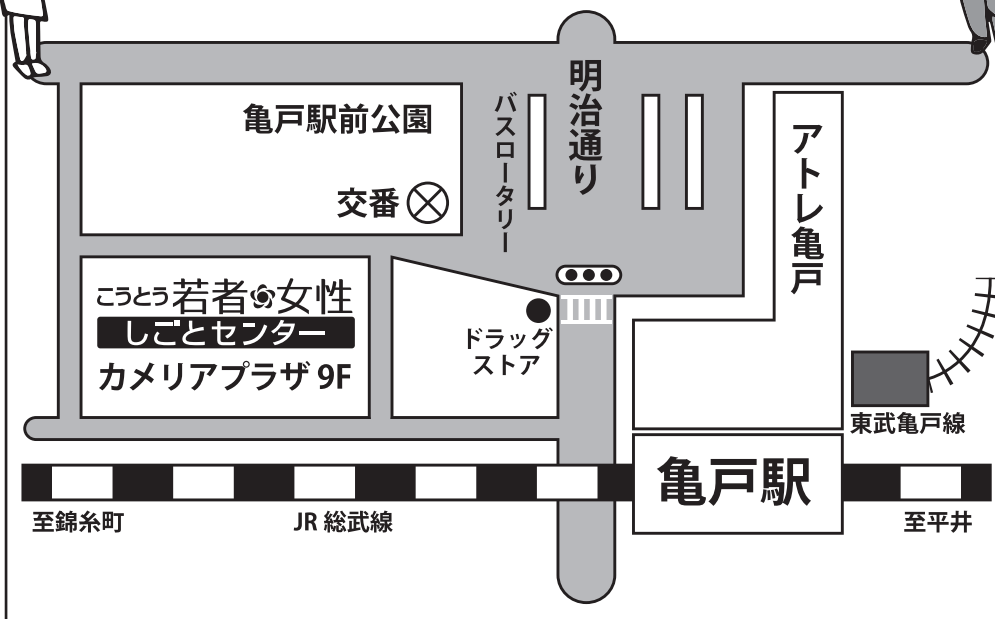 明治通り
バスロータリー
亀戸駅前公園
交番
アトレ亀戸
こうとう若者女性
しごとセンター
カメリアプラザ 9F
ドラッグ
ストア
東武亀戸線
亀戸駅
至錦糸町
JR 総武線
至平井